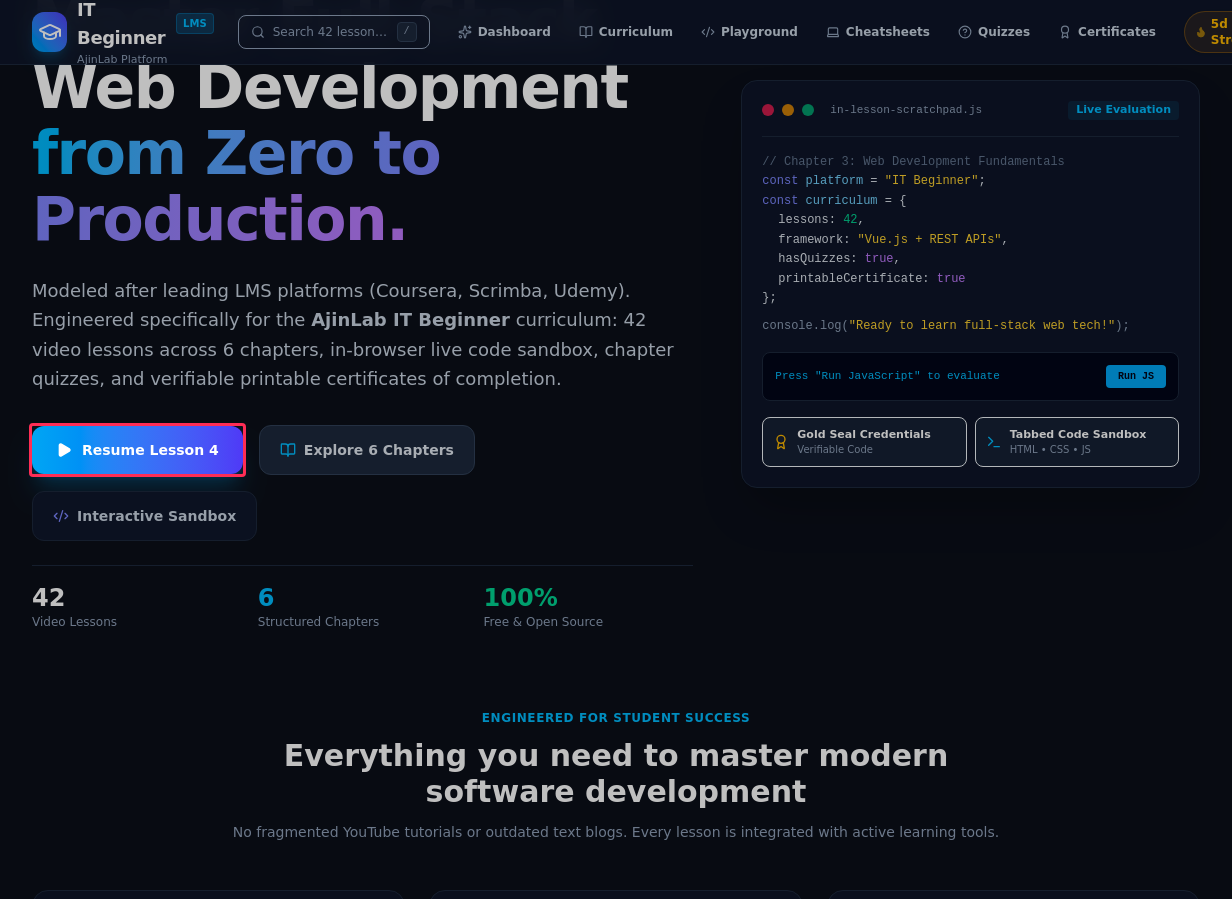 IT
Beginner
LMS
AjinLab Platform
Search 42 lesson...
/
Dashboard
Curriculum
Playground
Cheatsheets
Quizzes
Certificates
5d
Web Development
from Zero to
Production.
Modeled after leading LMS platforms (Coursera, Scrimba, Udemy).
Engineered specifically for the AjinLab IT Beginner curriculum: 42
video lessons across 6 chapters, in-browser live code sandbox, chapter
quizzes, and verifiable printable certificates of completion.
Resume Lesson 4
Explore 6 Chapters
Interactive Sandbox
42
Video Lessons
6
Structured Chapters
100%
Free & Open Source
in-lesson-scratchpad.js
Live Evaluation
// Chapter 3: Web Development Fundamentals
const platform = "IT Beginner";
const curriculum = {
lessons: 42,
framework: "Vue.js + REST APIs",
hasQuizzes: true,
printableCertificate: true
};
console.log("Ready to learn full-stack web tech!");
Press "Run JavaScript" to evaluate
Run JS
Gold Seal Credentials
Verifiable Code
Tabbed Code Sandbox
HTML • CSS • JS
ENGINEERED FOR STUDENT SUCCESS
Everything you need to master modern
software development
No fragmented YouTube tutorials or outdated text blogs. Every lesson is integrated with active learning tools.